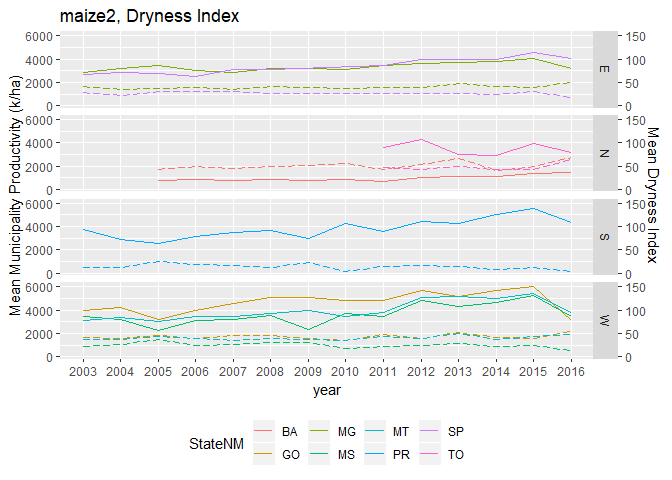 maize2, Dryness Index
Mean Municipality Productivity (k/ha)
6000
4000
2000
0
150
100
50
0
E
6000
4000
2000
0
150
100
50
0
N
6000
4000
2000
0
150
100
50
0
S
6000
4000
2000
0
150
100
50
0
W
Mean Dryness Index
2003 2004 2005 2006 2007 2008 2009 2010 2011 2012 2013 2014 2015 2016
year
StateNM
BA MG MT SP
GO MS PR TO